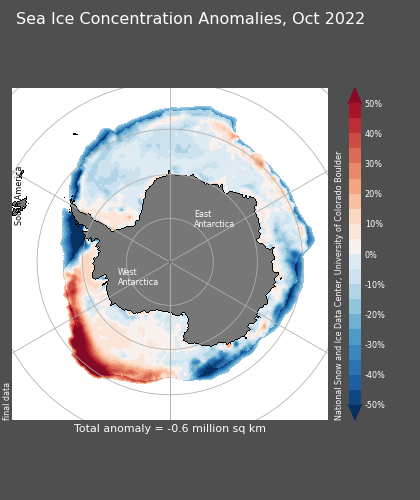 Sea Ice Concentration Anomalies, Oct 2022
South America
East
Antarctica
West
Antarctica
final data
50%
40%
30%
20%
10%
0%
-10%
-20%
-30%
-40%
-50%
National Snow and Ice Data Center, University of Colorado Boulder
Total anomaly = -0.6 million sq km